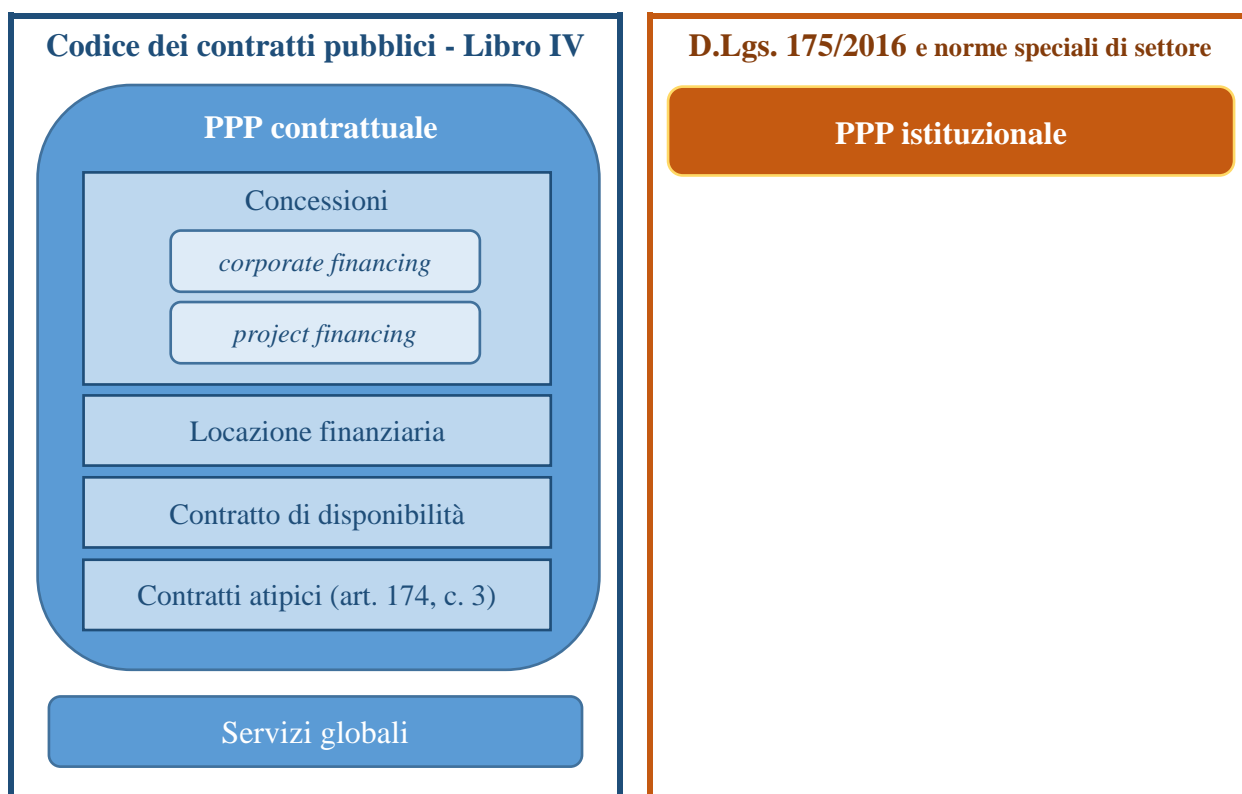 Codice dei contratti pubblici - Libro IV
PPP contrattuale
Concessioni
corporate financing
project financing
Locazione finanziaria
Contratto di disponibilità
Contratti atipici (art. 174, c. 3)
Servizi globali
D.Lgs. 175/2016 e norme speciali di settore
PPP istituzionale